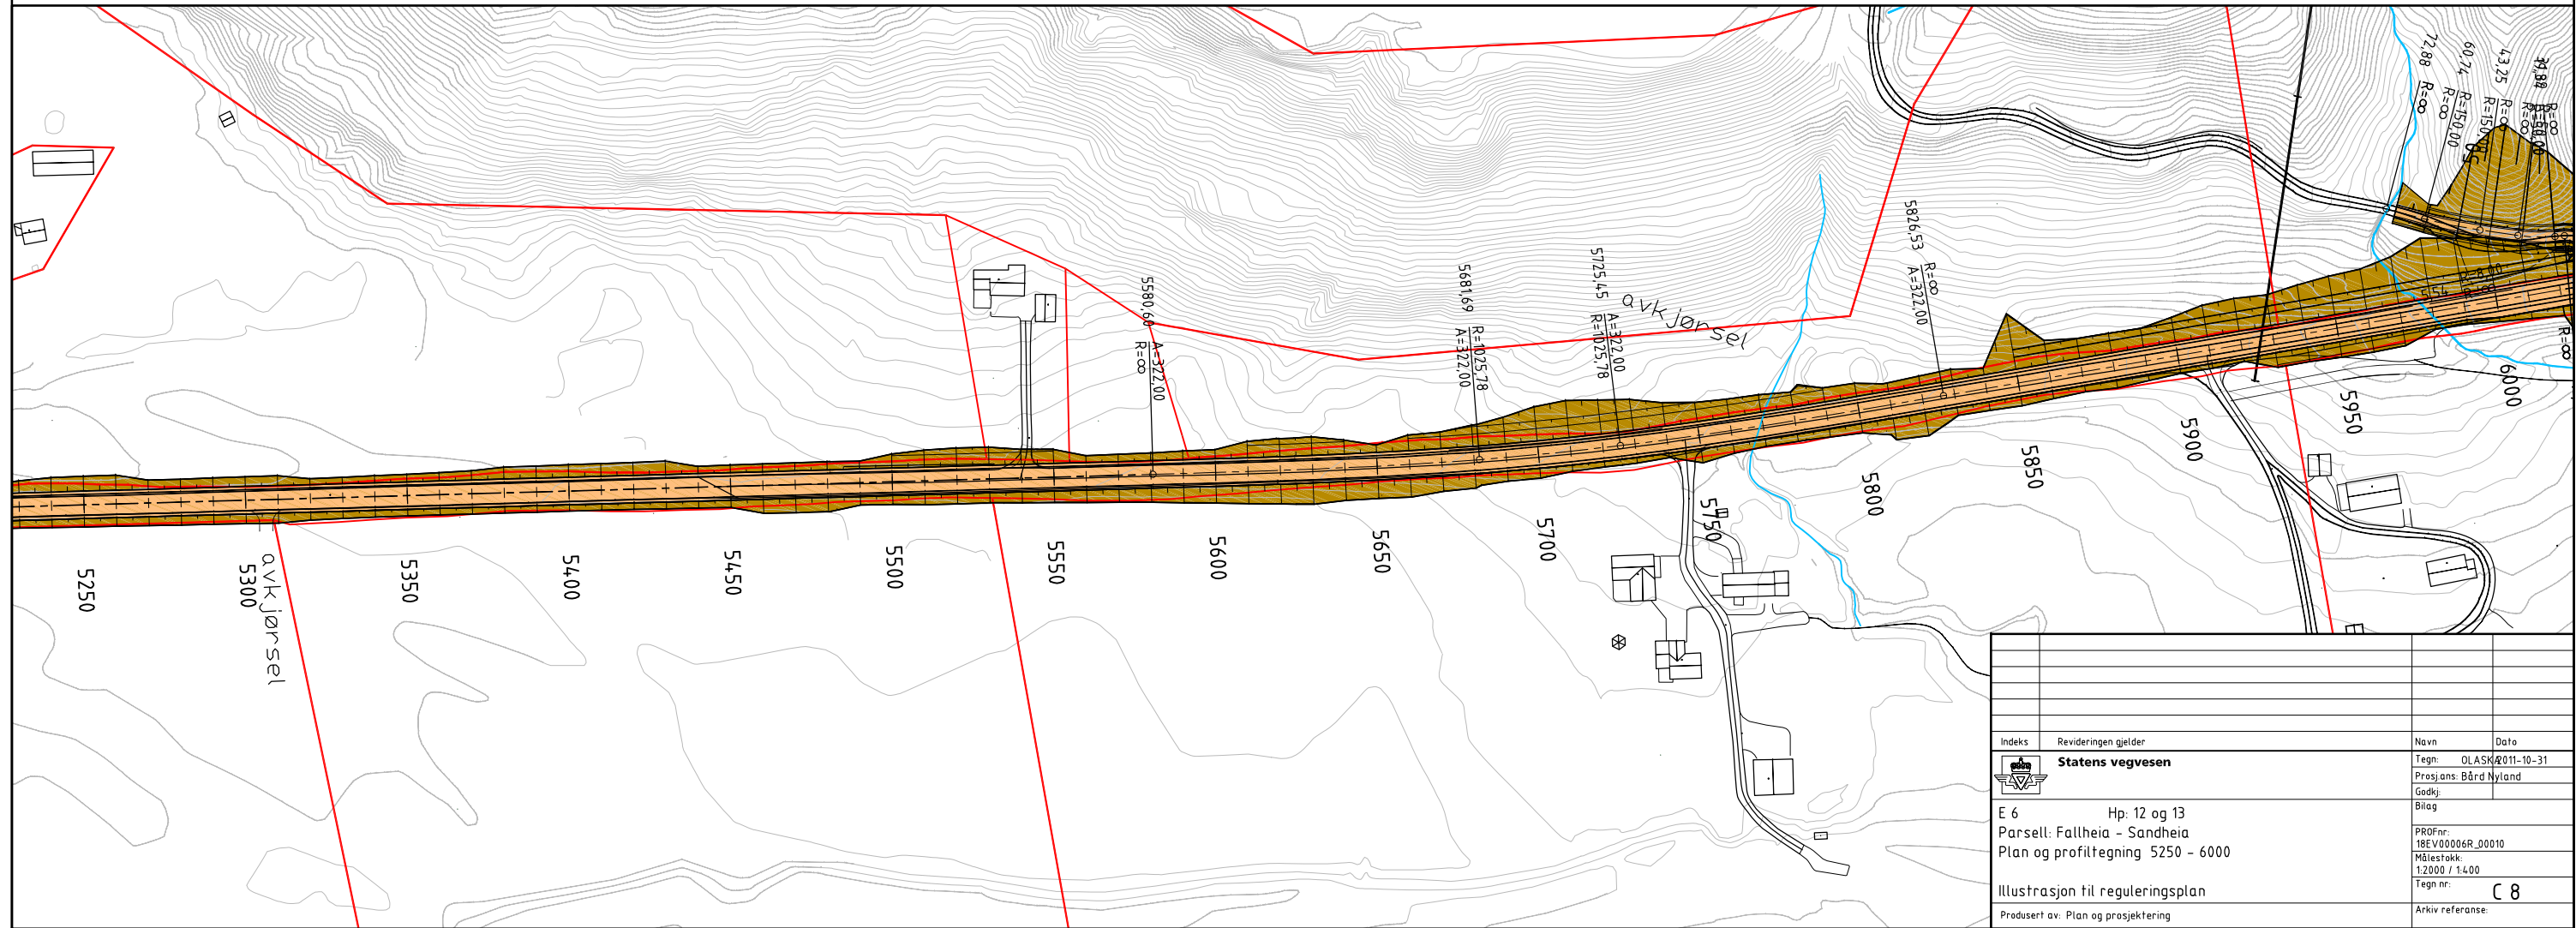 72,88 R=∞
60,74 R=150,00
R=∞
43,25 R=∞
R=∞
R=∞
5826,53 R=∞
A=322,00
5725,45 A=322,00
R=1025,78
avkjørsel
5681,69 R=1025,78
A=322,00
5580,60 A=322,00
R=∞
R=∞
5250
5300
avkjørsel
5350
5400
5450
5500
5550
5600
5650
5700
5750
5800
5850
5900
5950
6000
Indeks Revideringen gjelder Navn Dato
Statens vegvesen
Tegn: OLASKA 2011-10-31
Prosj.ans: Bård Nyland
Godkj:
E 6 Hp: 12 og 13
Parsell: Fallheia - Sandheia
Plan og profiltegning 5250 - 6000
Illustrasjon til reguleringsplan
Produsert av: Plan og prosjektering
Bilag
PROFnr:
18EV00006R_00010
Målestokk:
1:2000 / 1:400
Tegn nr: C 8
Arkiv referanse: